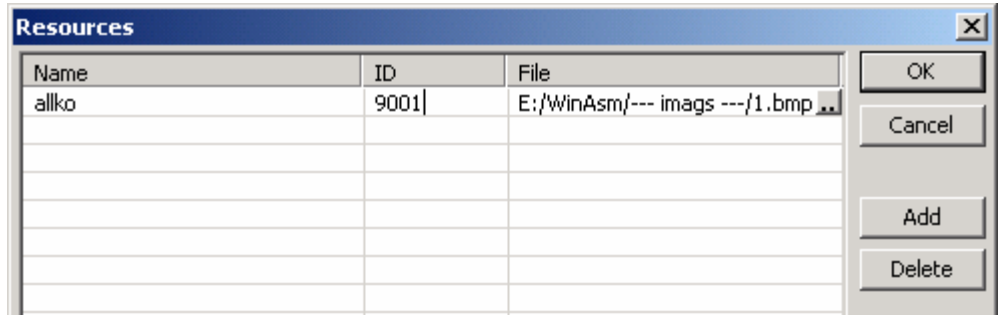 Resources
Name ID File OK
allko 9001 E:/WinAsm/--- imags ---/1.bmp ..
Cancel
Add
Delete